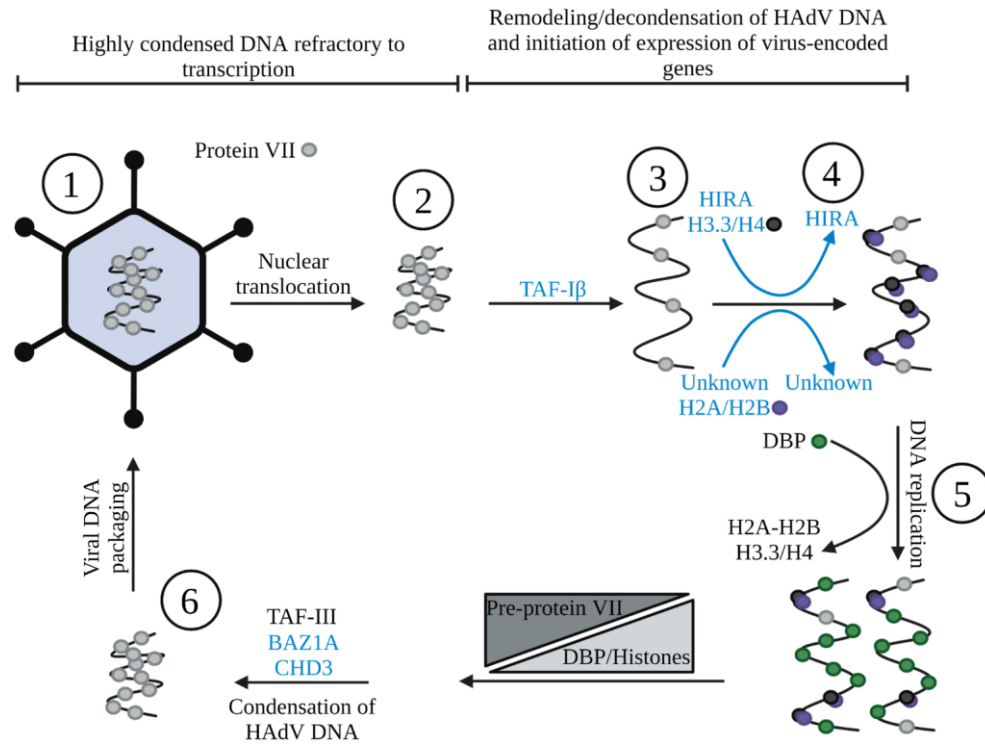 Highly condensed DNA refractory to
transcription
Remodeling/decondensation of HAdV DNA
and initiation of expression of virus-encoded
genes
Protein VII
1
2
3
4
Nuclear
translocation
TAF-Iβ
HIRA
H3.3/H4
HIRA
Unknown
H2A/H2B
Unknown
DBP
DNA
replication
5
H2A-H2B
H3.3/H4
Pre-protein VII
DBP/Histones
TAF-III
BAZ1A
CHD3
Condensation of
HAdV DNA
6
Viral DNA
packaging